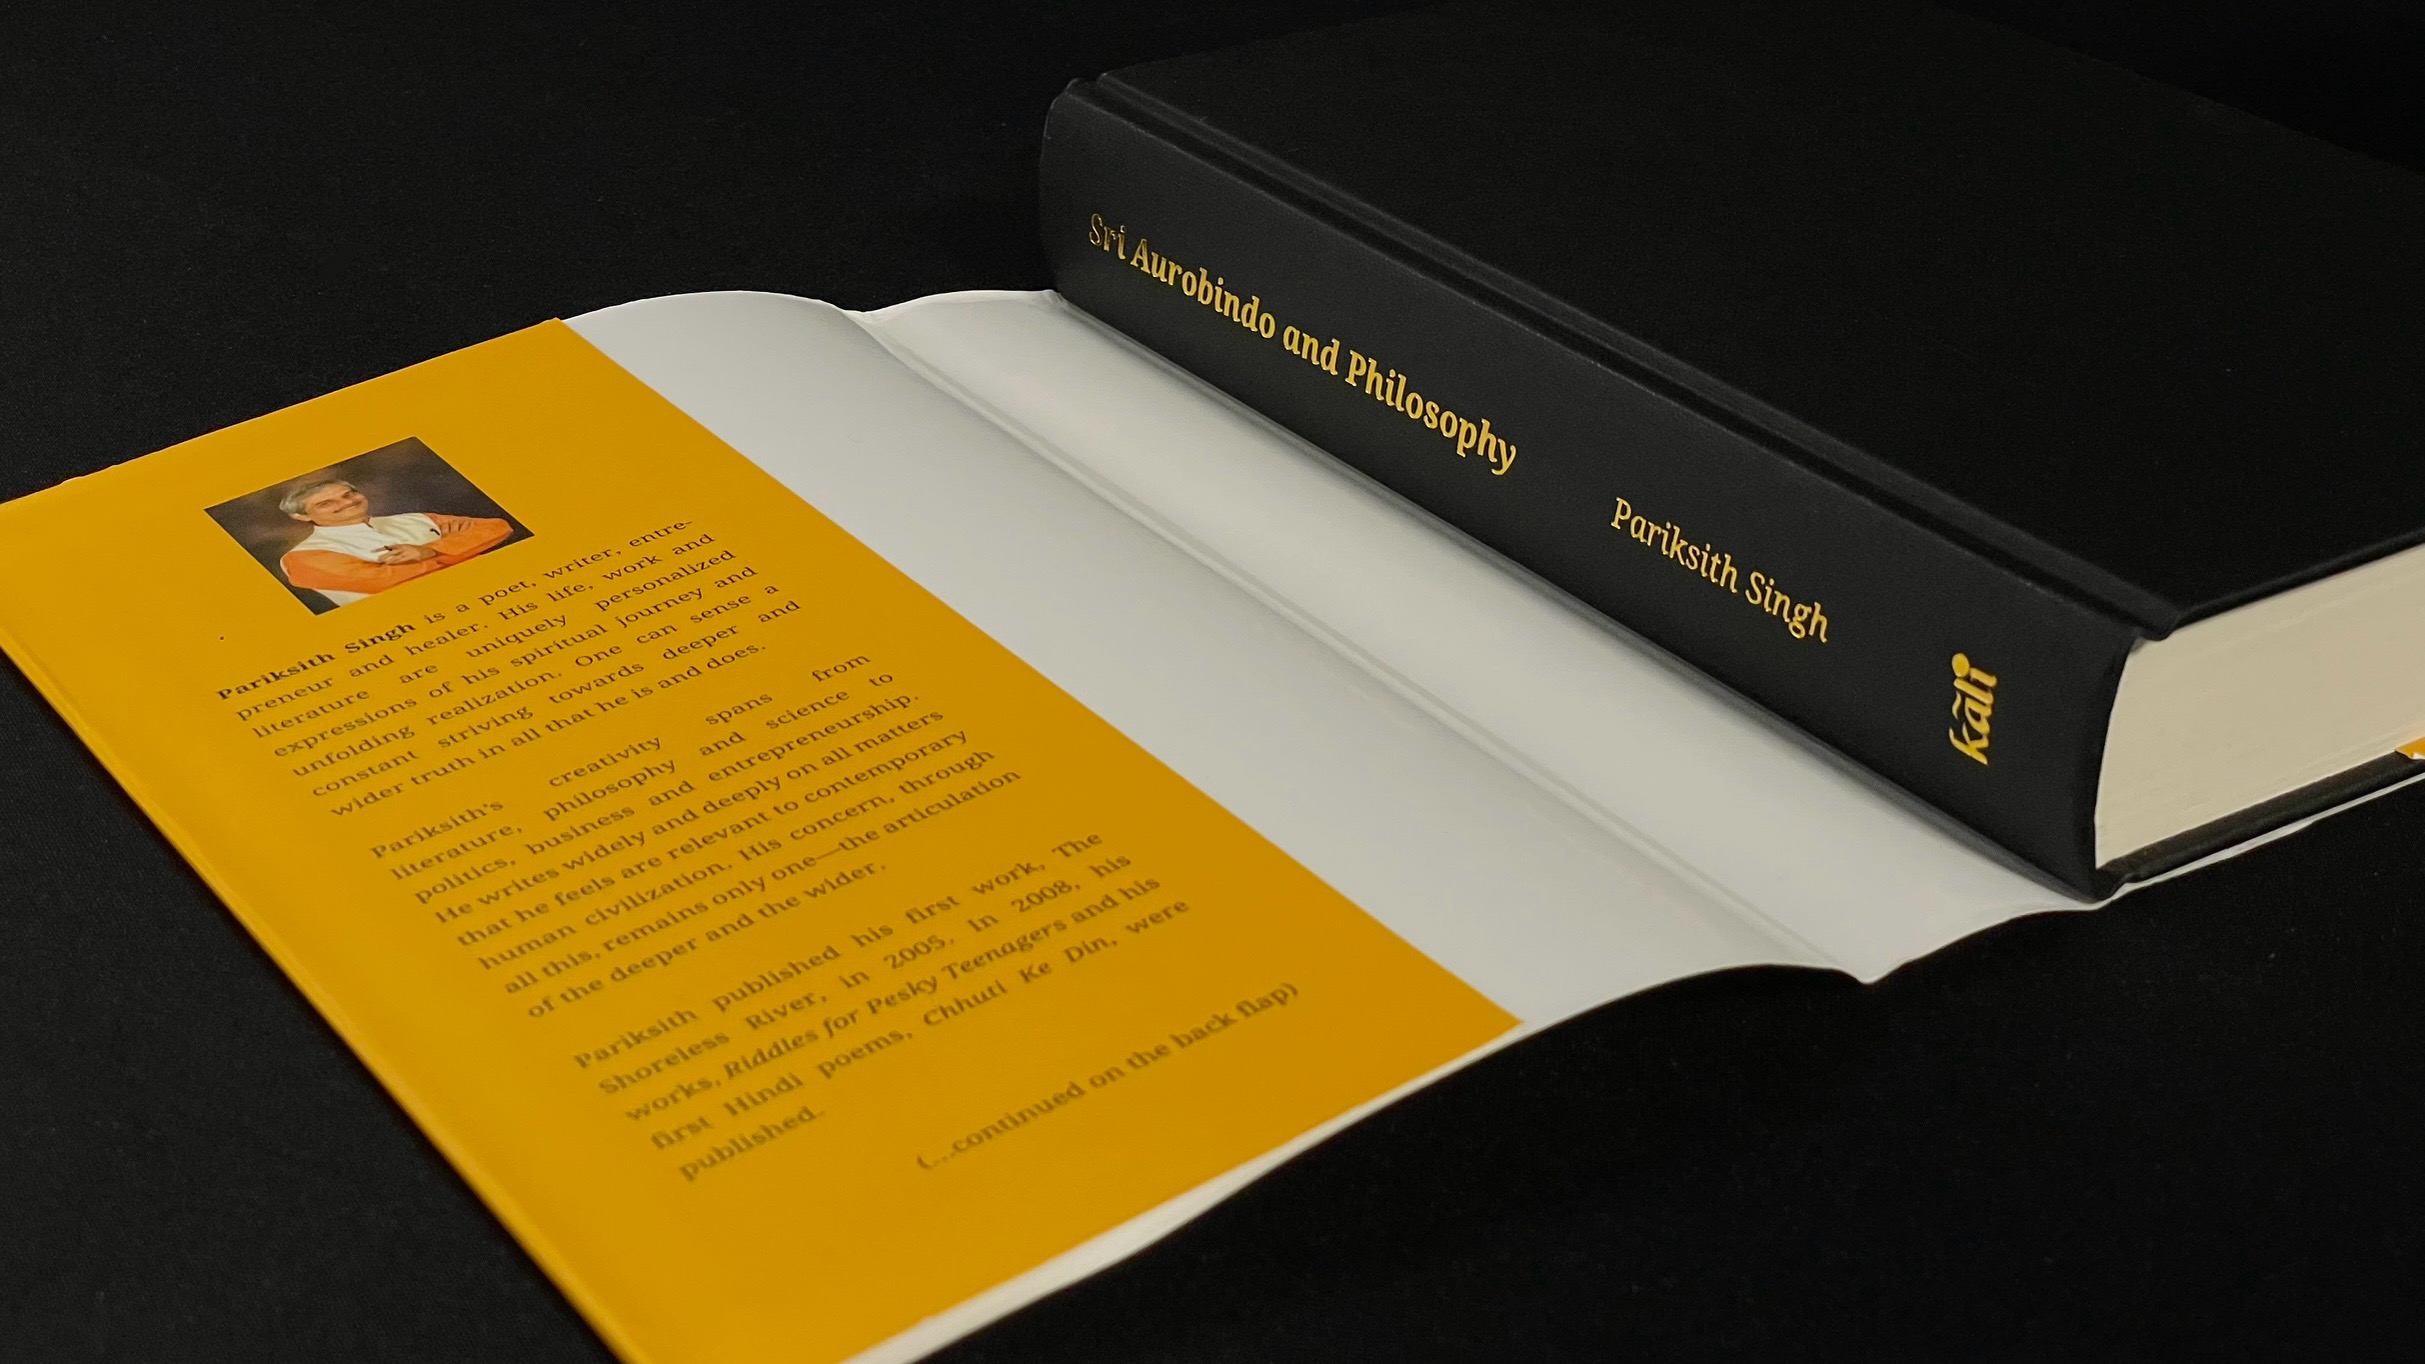 Pariksith Singh is a poet, writer, entre-
preneur and healer. His life, work and
literature are uniquely personalized
expressions of his spiritual journey and
unfolding realization. One can sense a
constant striving towards deeper and
wider truth in all that he is and does.
Pariksith's creativity spans from
literature, philosophy and science to
politics, business and entrepreneurship.
He writes widely and deeply on all matters
that he feels are relevant to contemporary
human civilization. His concern, through
all this, remains only one—the articulation
of the deeper and the wider.
Pariksith published his first work, The
Shoreless River, in 2005. In 2008, his
works, Riddles for Pesky Teenagers and his
first Hindi poems, Chhuti Ke Din, were
published.
(...continued on the back flap)
Sri Aurobindo and Philosophy
Pariksith Singh
kãli